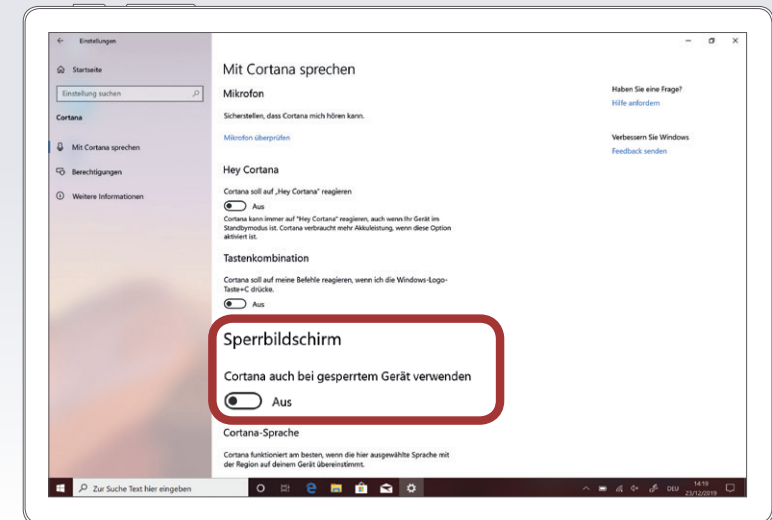 Einstellungen
Startseite
Einstellung suchen
Cortana
Mit Cortana sprechen
Berechtigungen
Weitere Informationen
Mit Cortana sprechen
Mikrofon
Sicherstellen, dass Cortana mich hören kann.
Mikrofon überprüfen
Hey Cortana
Cortana soll auf „Hey Cortana" reagieren
Aus
Cortana kann immer auf "Hey Cortana" reagieren, auch wenn Ihr Gerät im
Standbymodus ist. Cortana verbraucht mehr Akkuleistung, wenn diese Option
aktiviert ist.
Tastenkombination
Cortana soll auf meine Befehle reagieren, wenn ich die Windows-Logo-
Taste+C drücke.
Aus
Sperrbildschirm
Cortana auch bei gesperrtem Gerät verwenden
Aus
Cortana-Sprache
Cortana funktioniert am besten, wenn die hier ausgewählte Sprache mit
der Region auf deinem Gerät übereinstimmt.
Haben Sie eine Frage?
Hilfe anfordern
Verbessern Sie Windows
Feedback senden
Zur Suche Text hier eingeben
DEU
14:19
23/12/2019